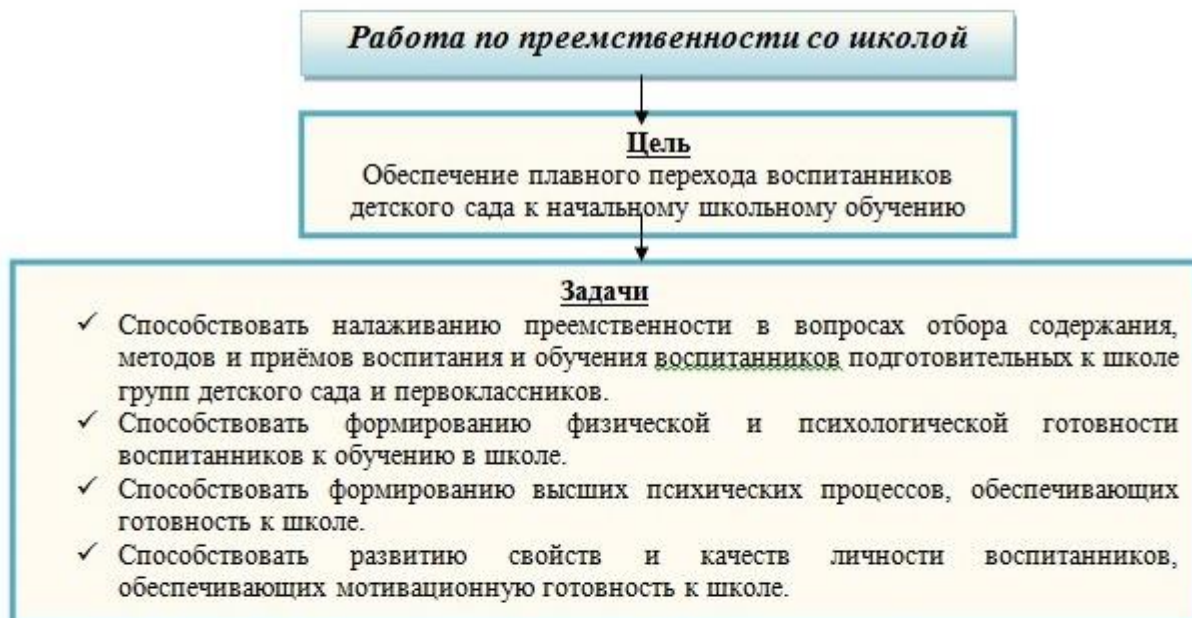 Работа по преемственности со школой
Цель
Обеспечение плавного перехода воспитанников
детского сада к начальному школьному обучению
Задачи
✓ Способствовать налаживанию преемственности в вопросах отбора содержания,
методов и приёмов воспитания и обучения воспитанников подготовительных к школе
групп детского сада и первоклассников.
✓ Способствовать формированию физической и психологической готовности
воспитанников к обучению в школе.
✓ Способствовать формированию высших психических процессов, обеспечивающих
готовность к школе.
✓ Способствовать развитию свойств и качеств личности воспитанников,
обеспечивающих мотивационную готовность к школе.